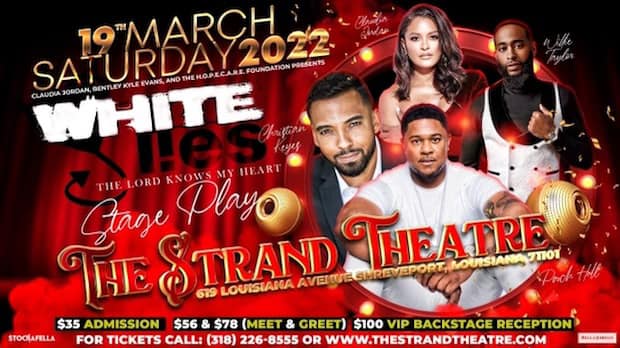 19TH MARCH
SATURDAY 2022
CLAUDIA JORDAN, BENTLEY KYLE EVANS, AND THE H.O.P.E.C.A.R.E. FOUNDATION PRESENTS
WHITE
lies
THE LORD KNOWS MY HEART
Stage Play
Claudia Jordan
Willie Taylor
Christian Keyes
Pooch Hall
THE STRAND THEATRE
619 LOUISIANA AVENUE SHREVEPORT, LOUISIANA 71101
$35 ADMISSION $56 & $78 (MEET & GREET) $100 VIP BACKSTAGE RECEPTION
FOR TICKETS CALL: (318) 226-8555 OR WWW.THESTRANDTHEATRE.COM